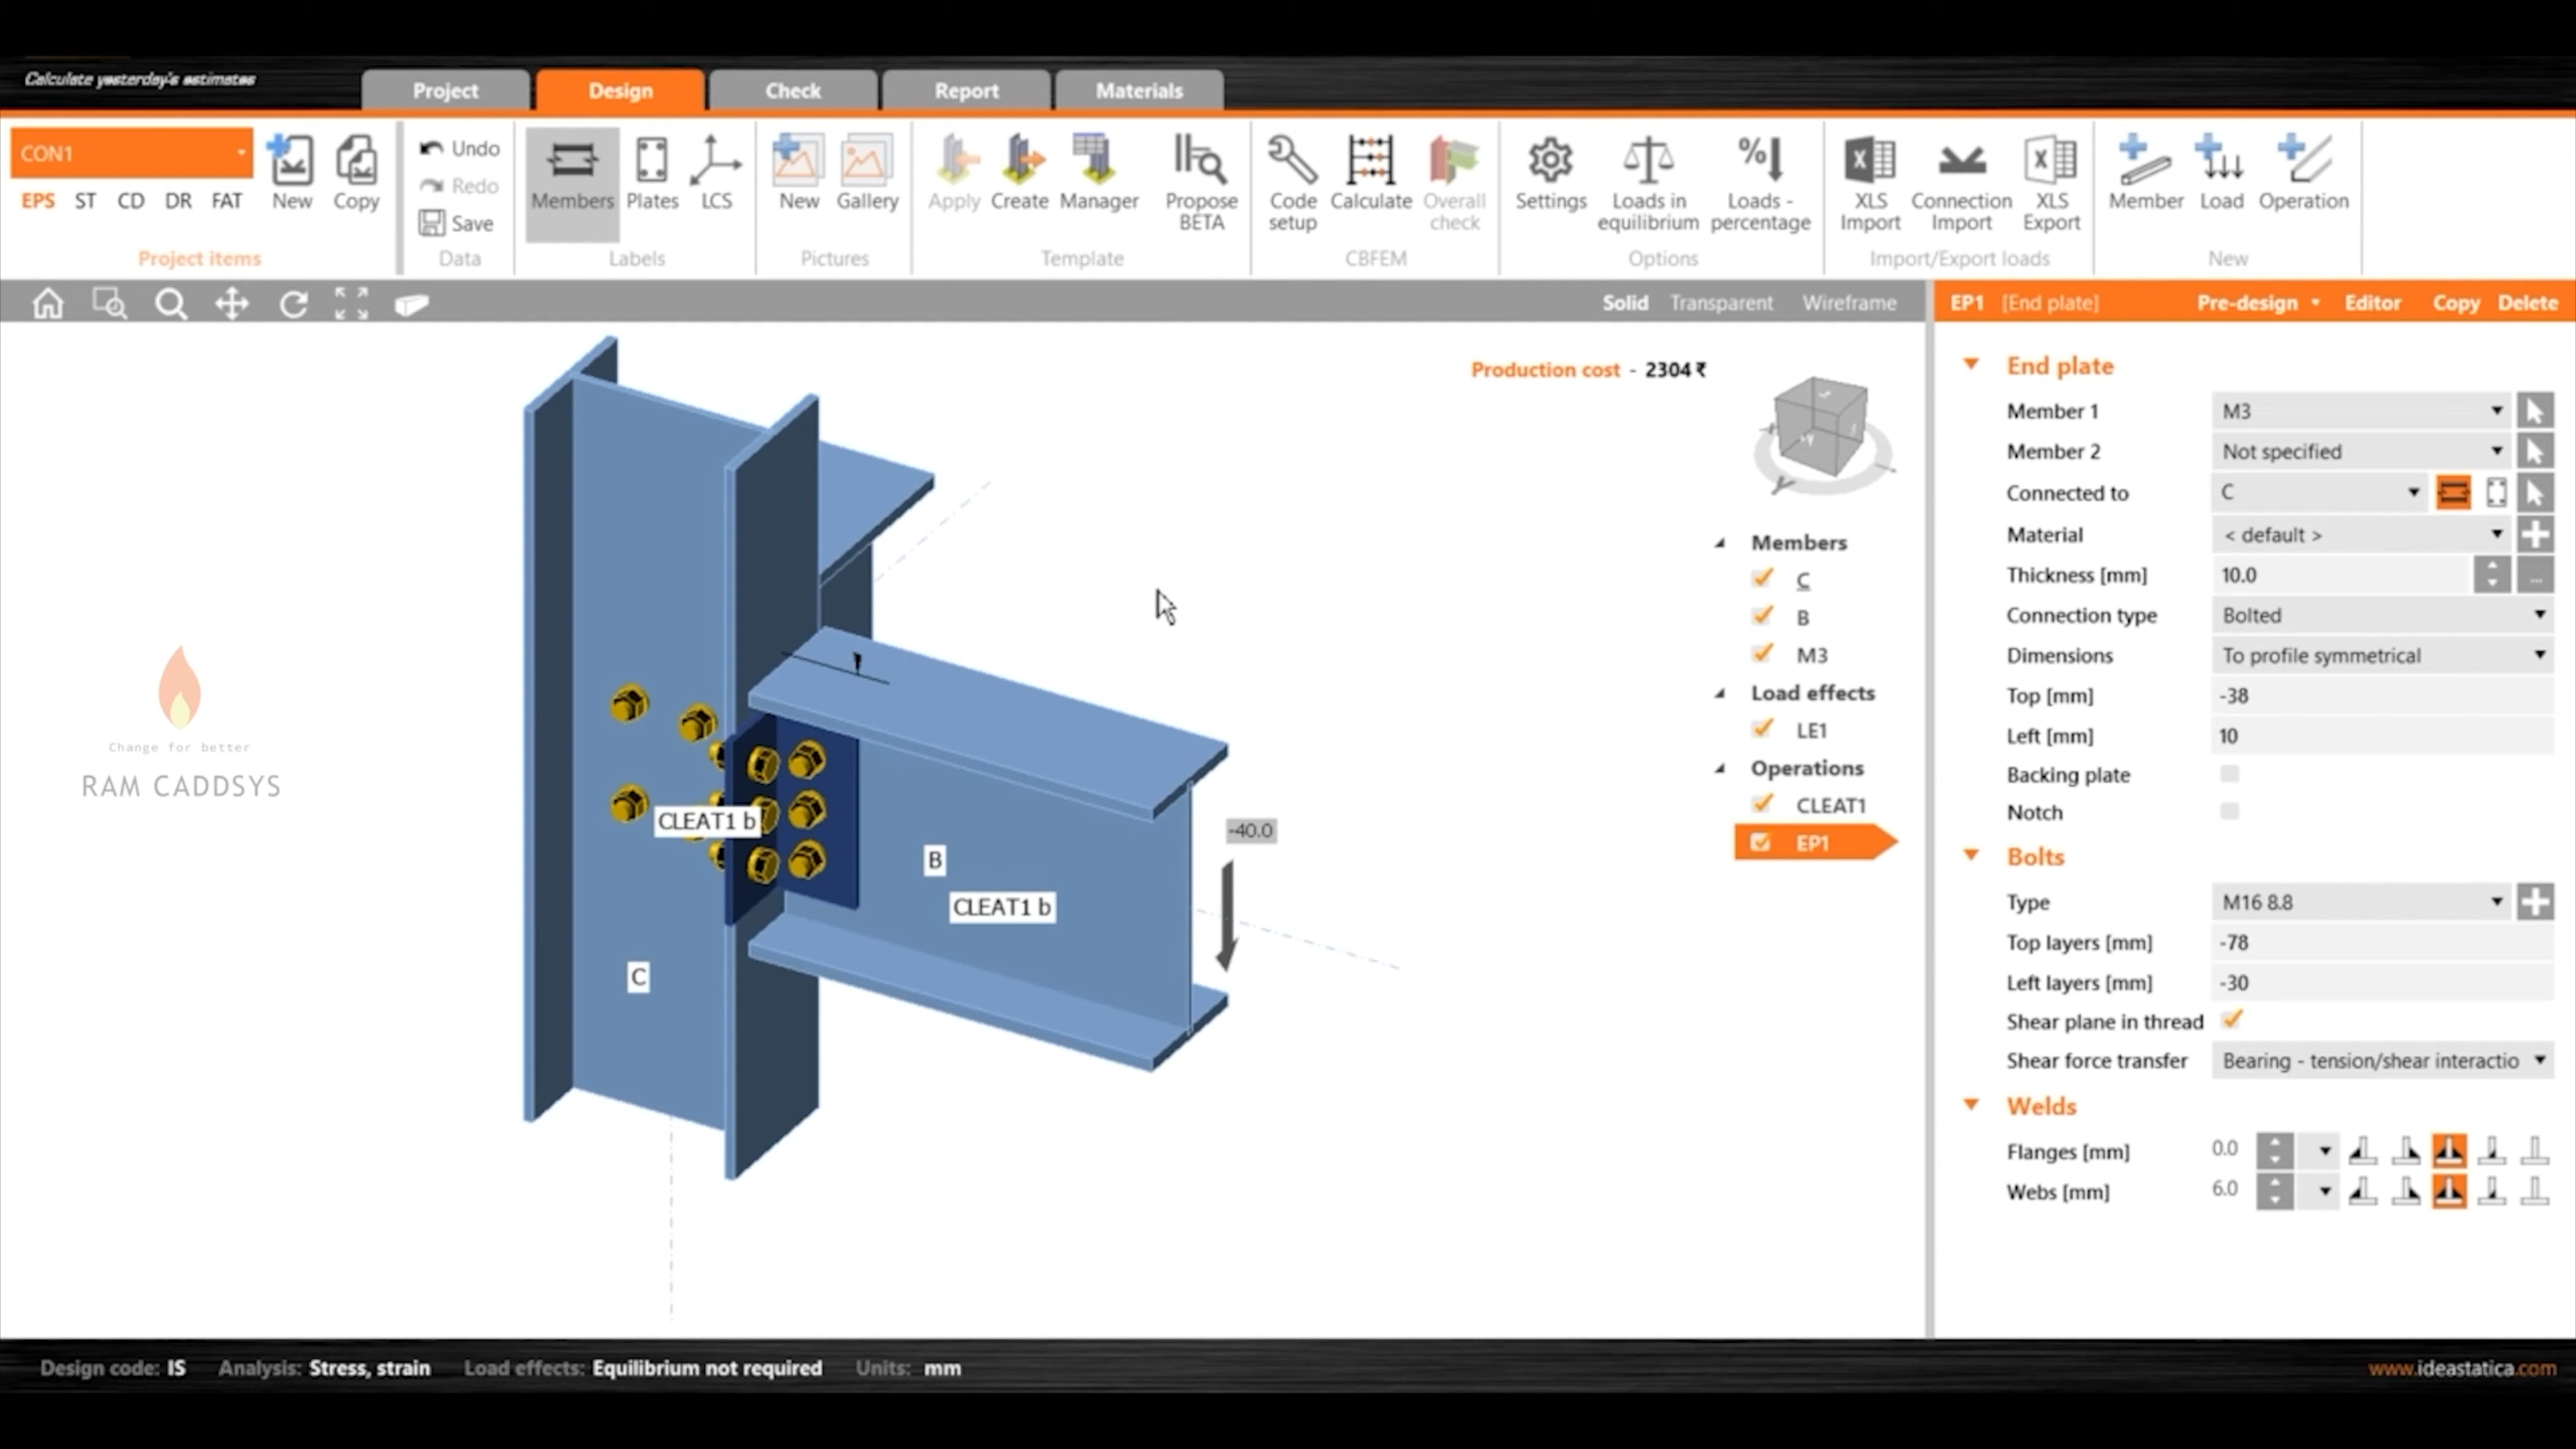 Calculate yesterday's estimates
Project
Design
Check
Report
Materials
CON1
EPS ST CD DR FAT
New
Copy
Project items
Undo
Redo
Save
Data
Members
Plates
LCS
Labels
New
Gallery
Pictures
Apply
Create
Manager
Propose
BETA
Template
Code
setup
Calculate
Overall
check
CBFEM
Settings
Loads in
equilibrium
Loads -
percentage
Options
XLS
Import
Connection
Import
XLS
Export
Import/Export loads
Member
Load
Operation
New
Solid Transparent Wireframe
EP1 [End plate] Pre-design Editor Copy Delete
Production cost - 2304 ₹
Members
C
B
M3
Load effects
LE1
Operations
CLEAT1
EP1
CLEAT1 b
B
CLEAT1 b
C
-40.0
Change for better
RAM CADDSYS
End plate
Member 1 M3
Member 2 Not specified
Connected to C
Material < default >
Thickness [mm] 10.0 ...
Connection type Bolted
Dimensions To profile symmetrical
Top [mm] -38
Left [mm] 10
Backing plate
Notch
Bolts
Type M16 8.8
Top layers [mm] -78
Left layers [mm] -30
Shear plane in thread
Shear force transfer Bearing - tension/shear interactio
Welds
Flanges [mm] 0.0
Webs [mm] 6.0
Design code: IS Analysis: Stress, strain Load effects: Equilibrium not required Units: mm
www.ideastatica.com